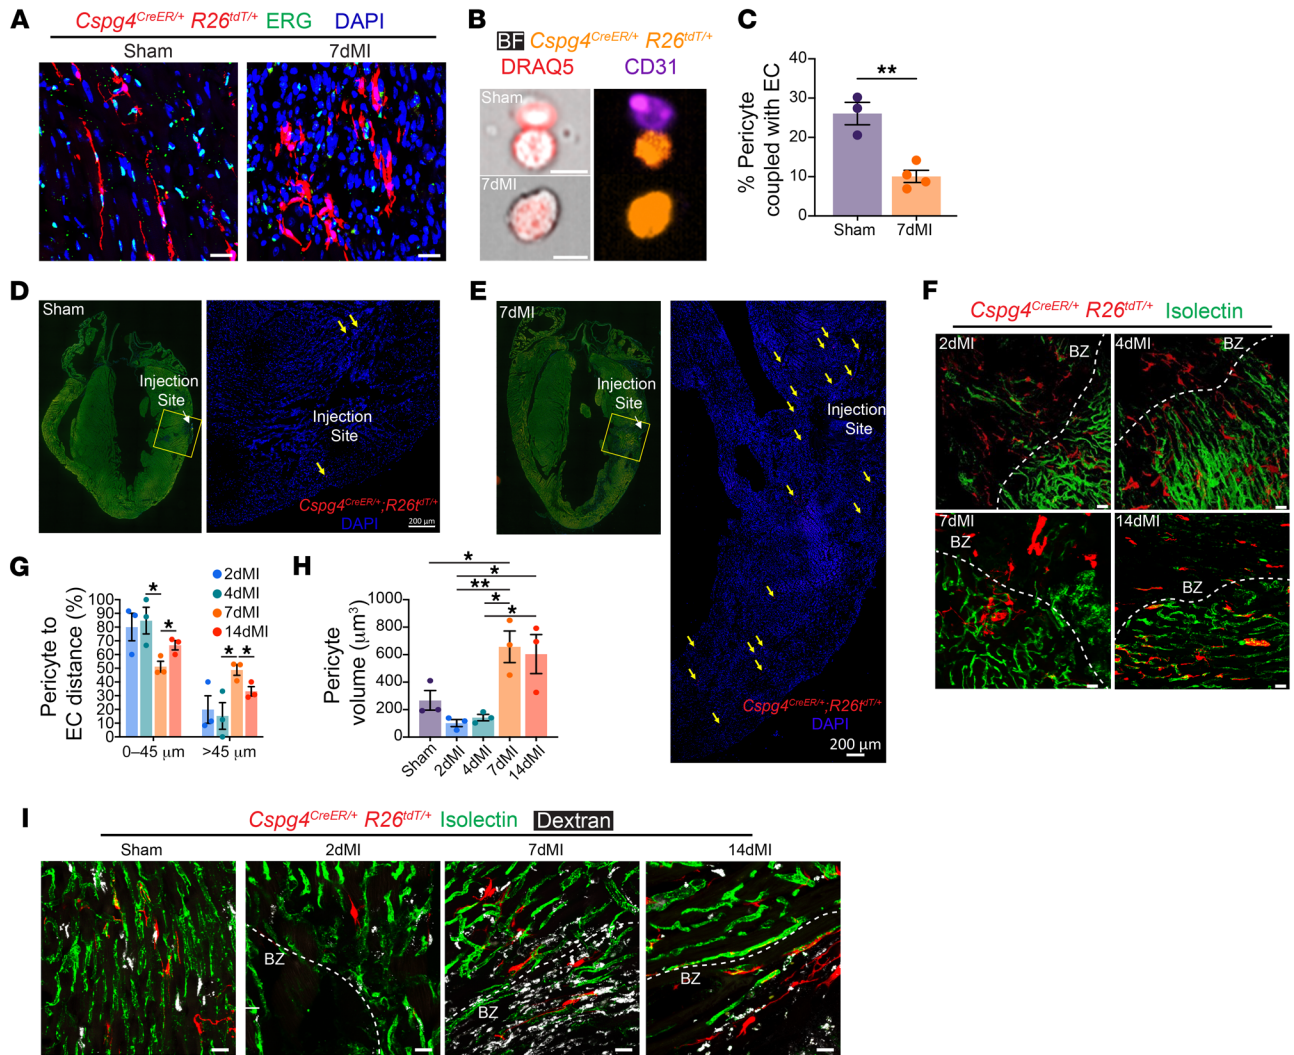 A
Cspg4CreER/+ R26tdT/+ ERG DAPI
Sham 7dMI
B
BF Cspg4CreER/+ R26tdT/+
DRAQ5 CD31
Sham
7dMI
C
% Pericyte
coupled with EC
40
30
20
10
0
**
Sham 7dMI
D
Sham
Injection
Site
Injection
Site
Cspg4CreER/+;R26tdT/+
DAPI
200 μm
E
7dMI
Injection
Site
Injection
Site
Cspg4CreER/+;R26tdT/+
DAPI
200 μm
F
Cspg4CreER/+ R26tdT/+ Isolectin
2dMI BZ
4dMI BZ
7dMI
BZ
14dMI
BZ
G
Pericyte to
EC distance (%)
100
90
80
70
60
50
40
30
20
10
0
* * * *
2dMI
4dMI
7dMI
14dMI
0–45 μm >45 μm
H
Pericyte
volume (μm3)
1000
800
600
400
200
0
*
*
**
*
*
Sham 2dMI 4dMI 7dMI 14dMI
I
Cspg4CreER/+ R26tdT/+ Isolectin Dextran
Sham 2dMI 7dMI 14dMI
BZ BZ BZ